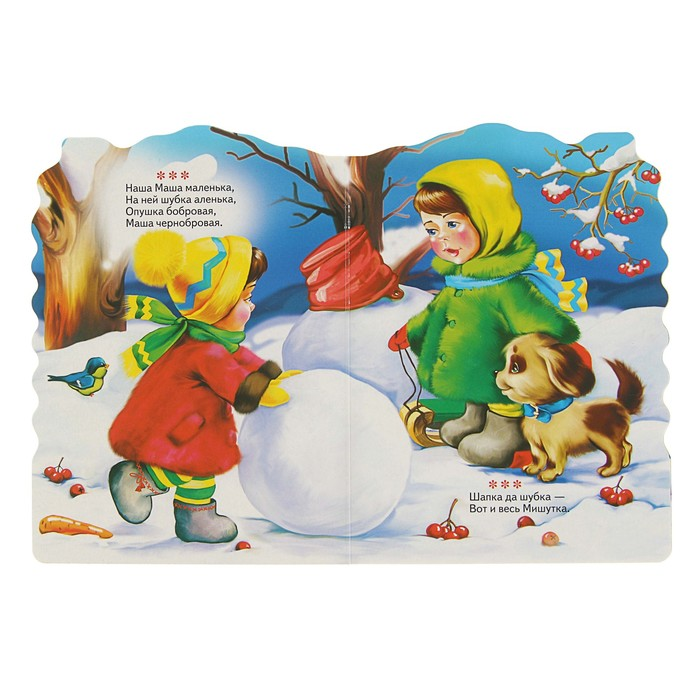 ***
Наша Маша маленька,
На ней шубка аленька,
Опушка бобровая,
Маша чернобровая.
***
Шапка да шубка —
Вот и весь Мишутка.